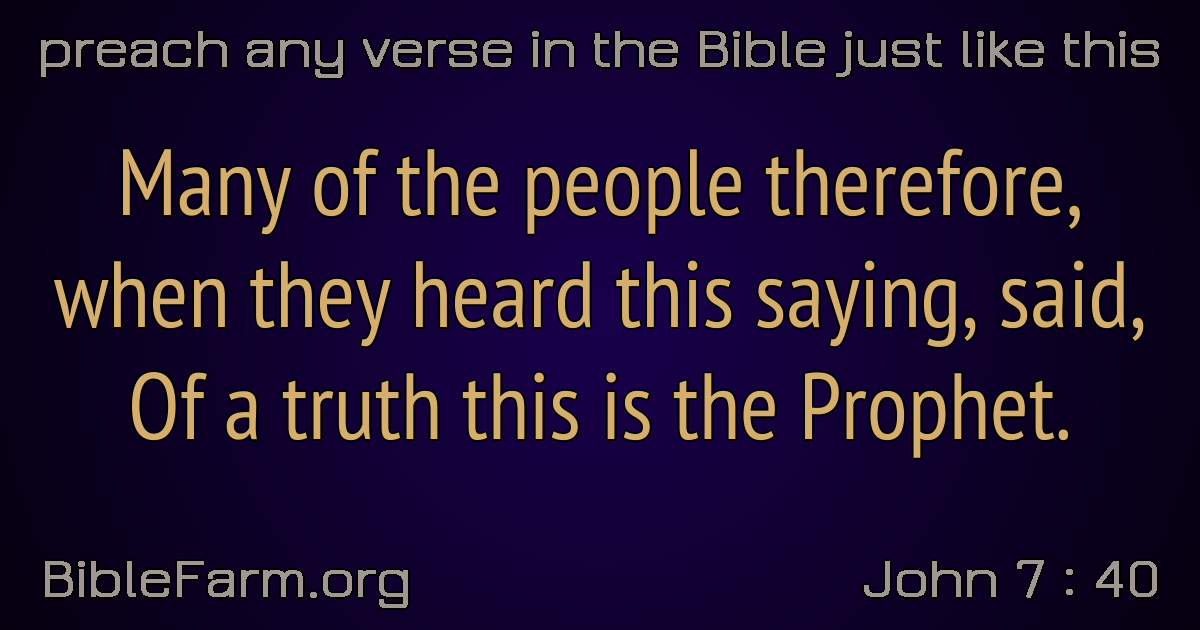 preach any verse in the Bible just like this
Many of the people therefore,
when they heard this saying, said,
Of a truth this is the Prophet.
BibleFarm.org
John 7 : 40